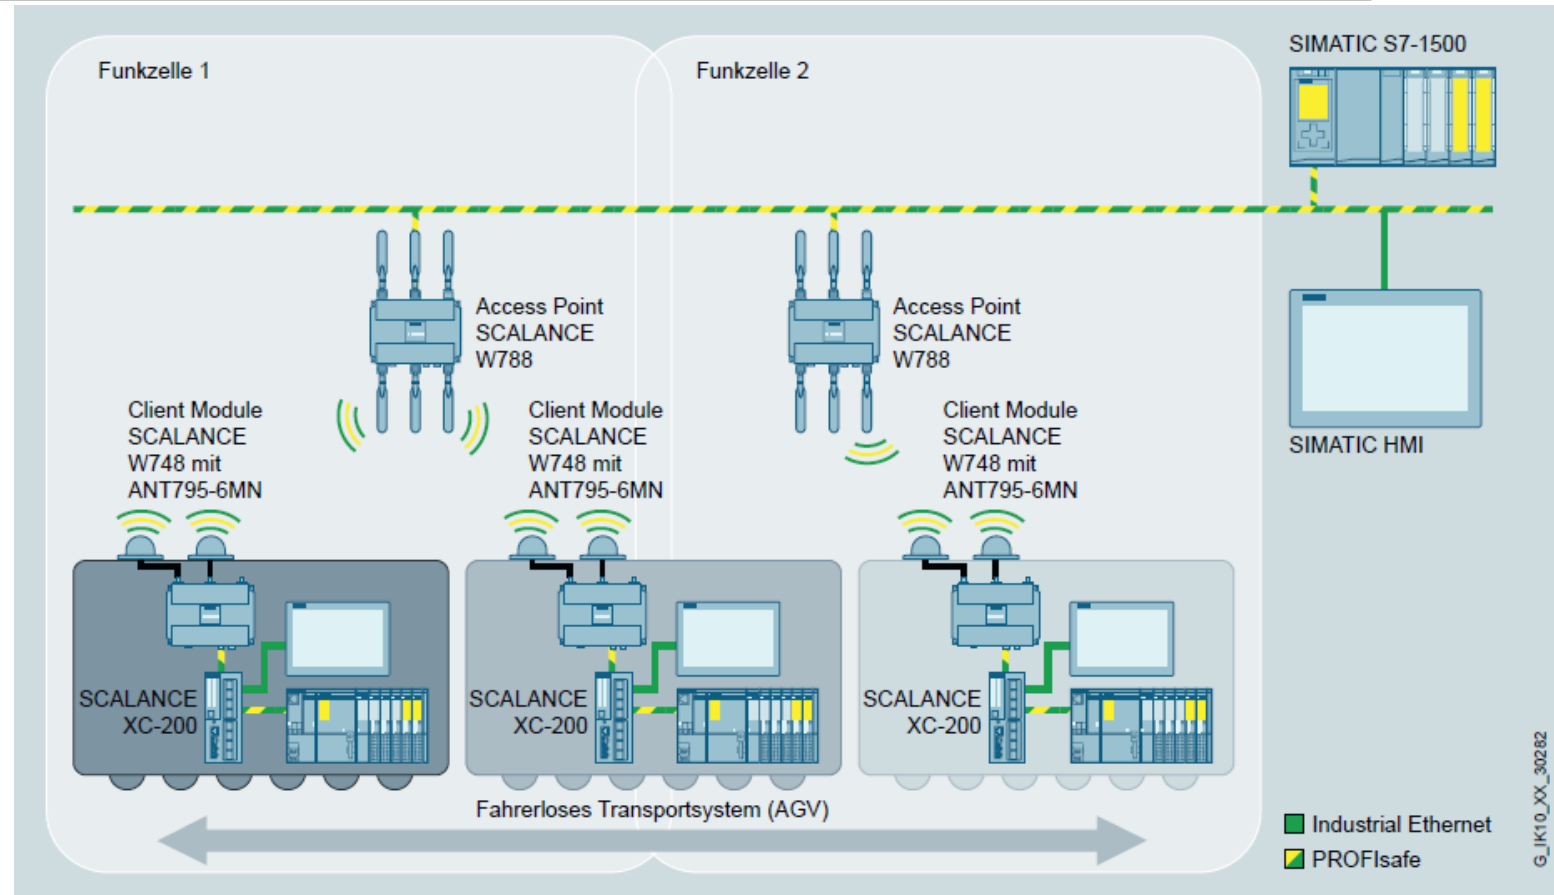 Funkzelle 1
Funkzelle 2
SIMATIC S7-1500
Access Point
SCALANCE
W788
Access Point
SCALANCE
W788
SIMATIC HMI
Client Module
SCALANCE
W748 mit
ANT795-6MN
Client Module
SCALANCE
W748 mit
ANT795-6MN
Client Module
SCALANCE
W748 mit
ANT795-6MN
SCALANCE
XC-200
SCALANCE
XC-200
SCALANCE
XC-200
Fahrerloses Transportsystem (AGV)
Industrial Ethernet
PROFIsafe
G_IK10_XX_30282